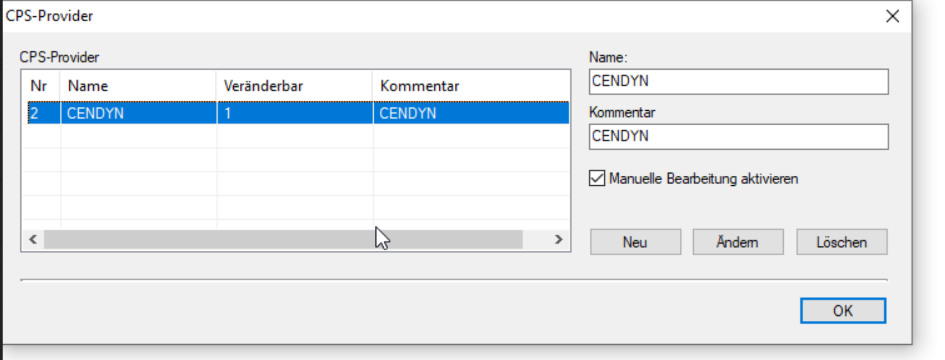 CPS-Provider
CPS-Provider
Nr Name Veränderbar Kommentar
2 CENDYN 1 CENDYN
Name:
CENDYN
Kommentar
CENDYN
Manuelle Bearbeitung aktivieren
Neu Ändern Löschen
OK